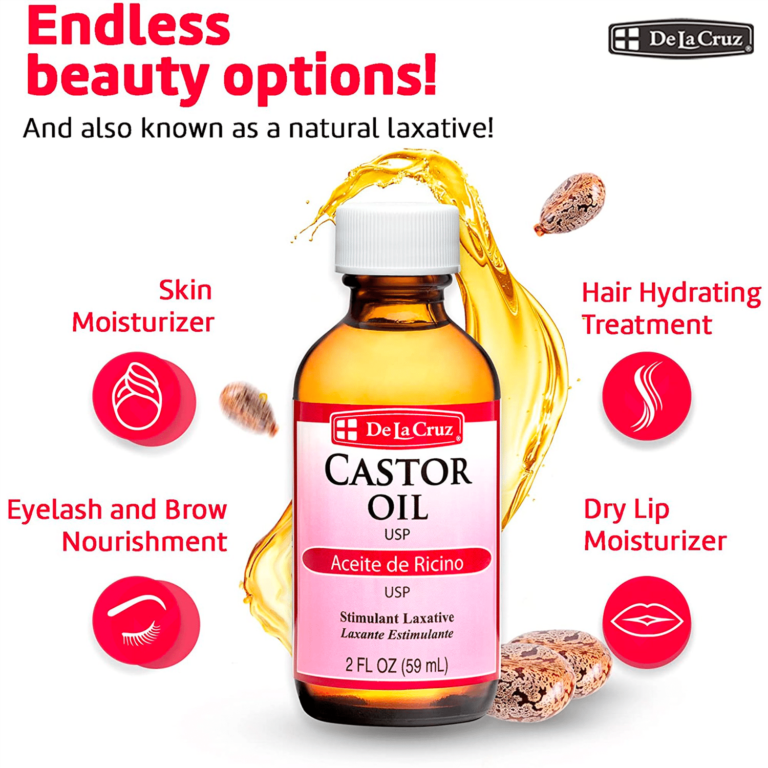 Endless
beauty options!
And also known as a natural laxative!
De La Cruz®
Skin
Moisturizer
Hair Hydrating
Treatment
Eyelash and Brow
Nourishment
Dry Lip
Moisturizer
De La Cruz®
CASTOR
OIL
USP
Aceite de Ricino
USP
Stimulant Laxative
Laxante Estimulante
2 FL OZ (59 mL)